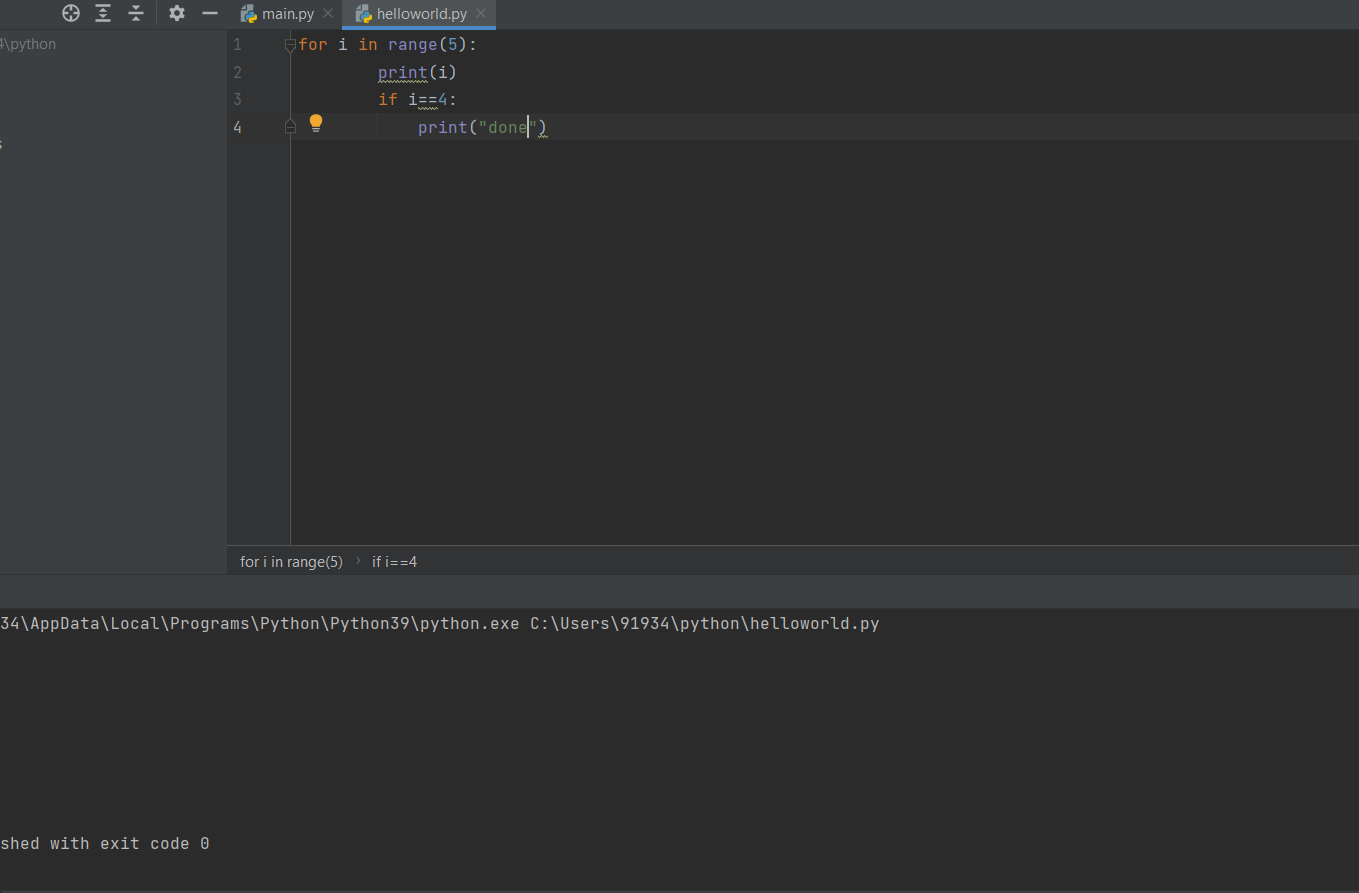 main.py helloworld.py
4\python
1 for i in range(5):
2 print(i)
3 if i==4:
4 print("done")
s
for i in range(5) › if i==4
34\AppData\Local\Programs\Python\Python39\python.exe C:\Users\91934\python\helloworld.py
shed with exit code 0